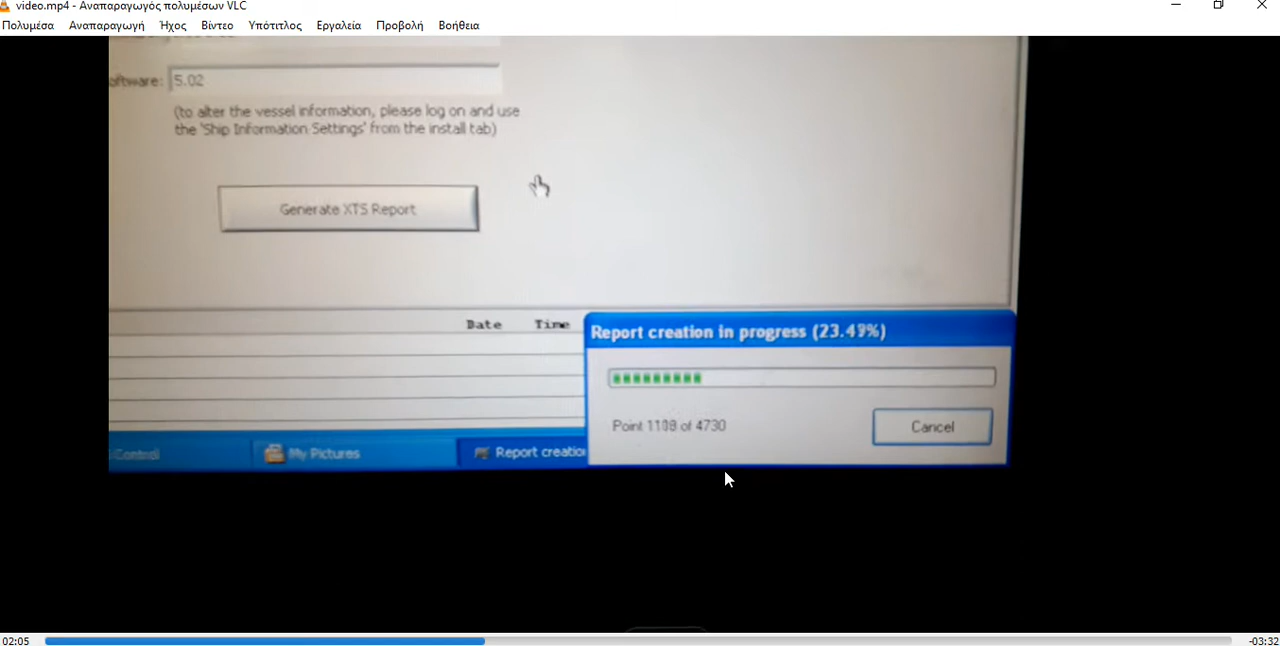 video.mp4 - Αναπαραγωγός πολυμέσων VLC
Πολυμέσα Αναπαραγωγή Ήχος Βίντεο Υπότιτλος Εργαλεία Προβολή Βοήθεια
oftware: 5.02
(to alter the vessel information, please log on and use
the 'Ship Information Settings' from the install tab)
Generate XTS Report
Date Time
Report creation in progress (23.49%)
Point of 4730
Cancel
Control My Pictures Report creatio
02:05 -03:32